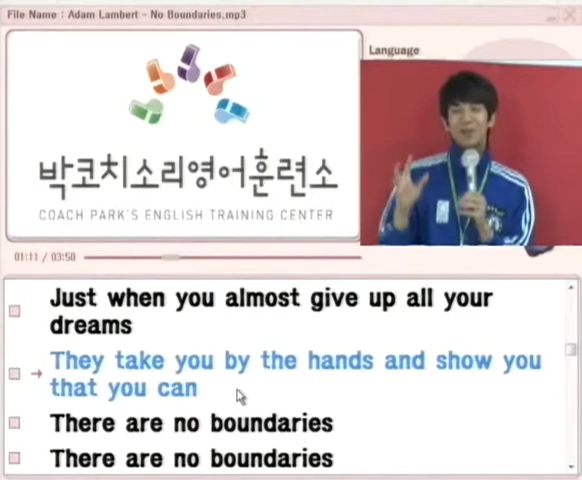 File Name : Adam Lambert - No Boundaries.mp3
Language
박코치소리영어훈련소
COACH PARK'S ENGLISH TRAINING CENTER
01:11 / 03:50
Just when you almost give up all your
dreams
They take you by the hands and show you
that you can
There are no boundaries
There are no boundaries